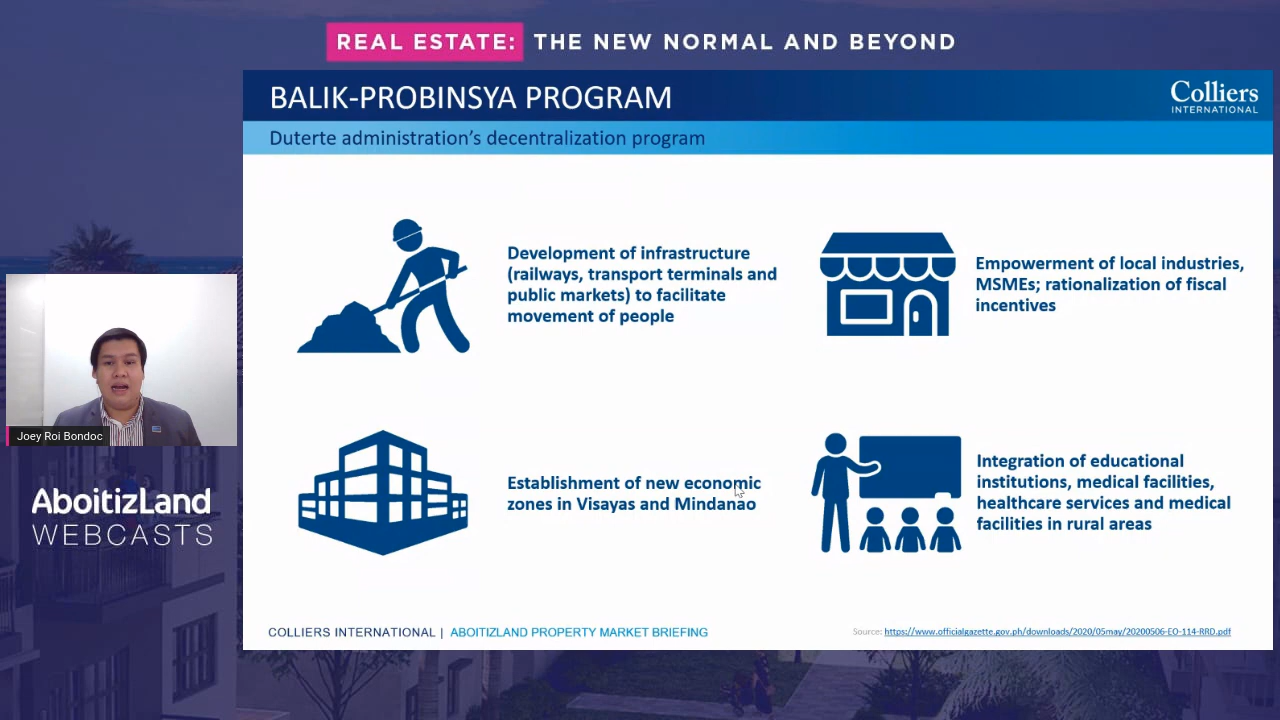 REAL ESTATE: THE NEW NORMAL AND BEYOND
BALIK-PROBINSYA PROGRAM
Colliers
INTERNATIONAL
Duterte administration's decentralization program
Development of infrastructure
(railways, transport terminals and
public markets) to facilitate
movement of people
Empowerment of local industries,
MSMEs; rationalization of fiscal
incentives
Establishment of new economic
zones in Visayas and Mindanao
Integration of educational
institutions, medical facilities,
healthcare services and medical
facilities in rural areas
Joey Roi Bondoc
AboitizLand
WEBCASTS
COLLIERS INTERNATIONAL | ABOITIZLAND PROPERTY MARKET BRIEFING
Source: https://www.officialgazette.gov.ph/downloads/2020/05may/20200506-EO-114-RRD.pdf